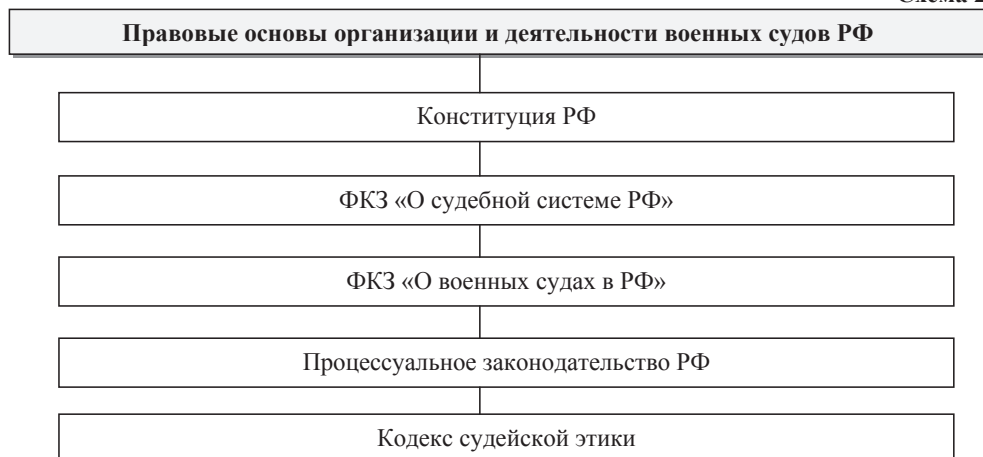 Правовые основы организации и деятельности военных судов РФ
Конституция РФ
ФКЗ «О судебной системе РФ»
ФКЗ «О военных судах в РФ»
Процессуальное законодательство РФ
Кодекс судейской этики